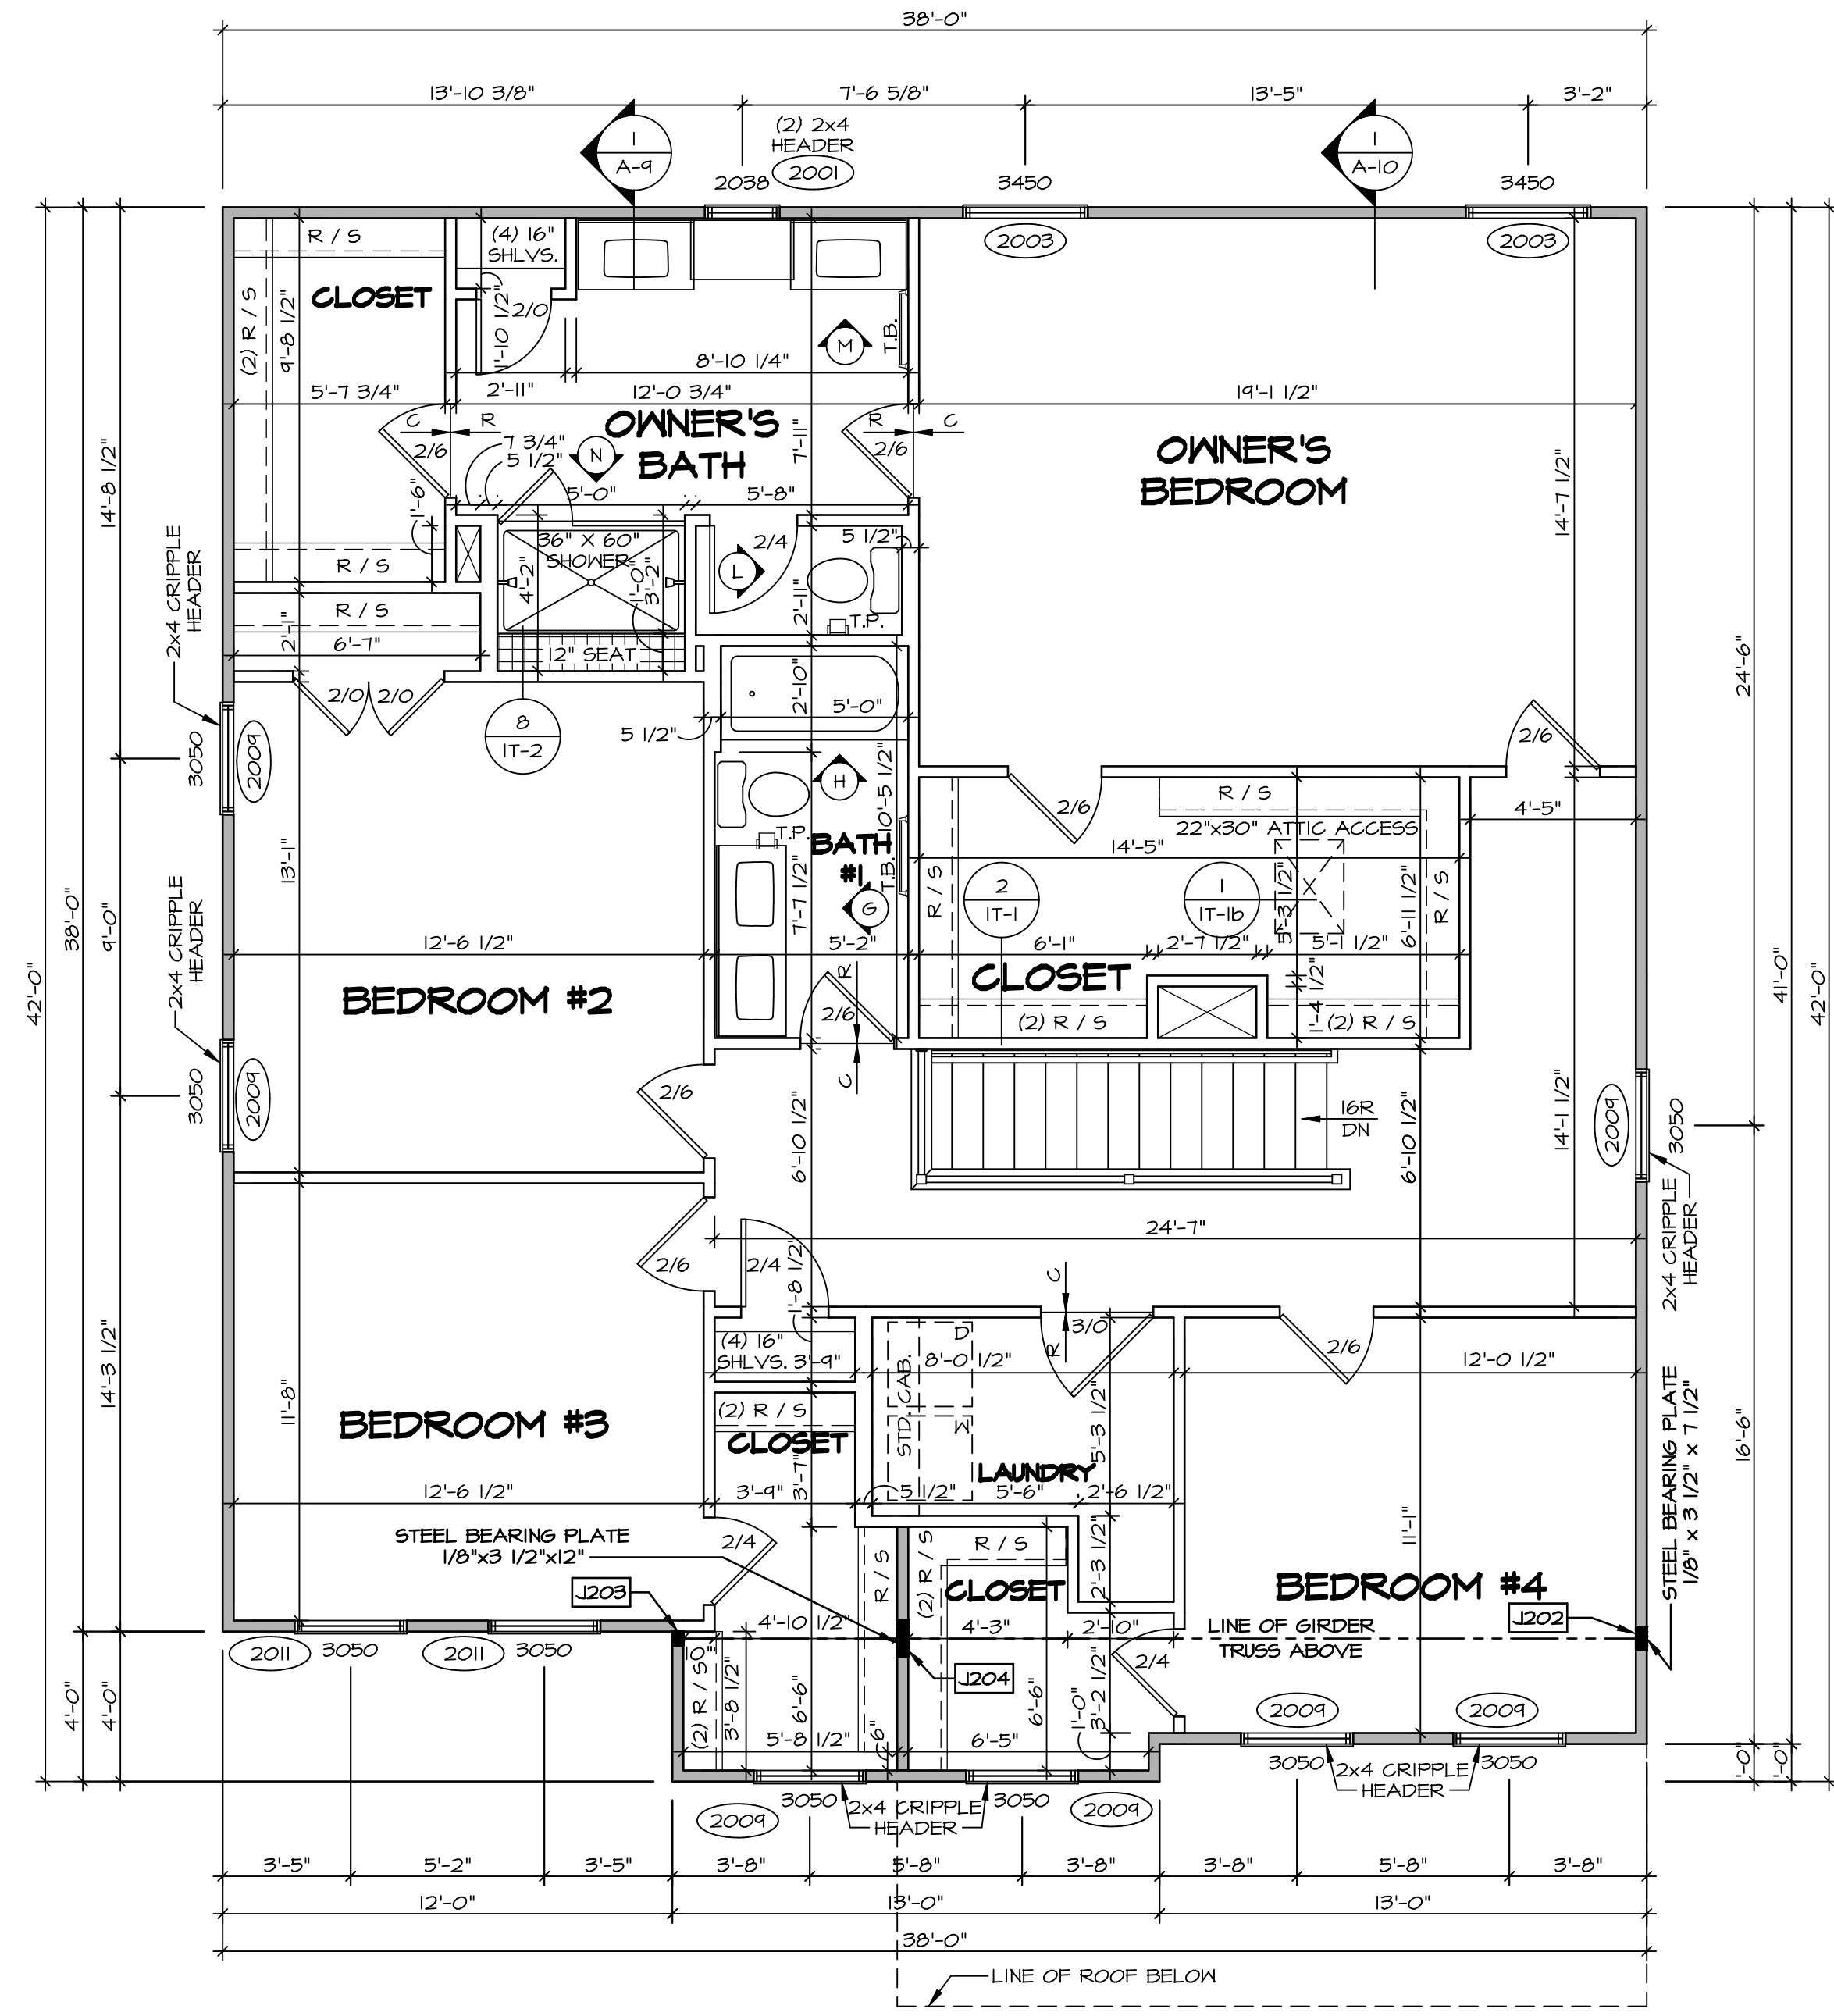 38'-0"
13'-10 3/8"
7'-6 5/8"
13'-5"
3'-2"
1
A-9
(2) 2x4
HEADER
2001
1
A-10
2038
3450
3450
R / S
(4) 16"
SHLVS.
2003
2003
CLOSET
(2) R / S
9'-8 1/2"
1'-10 1/2"
2/0
M
T.B.
8'-10 1/4"
5'-7 3/4"
2'-11"
12'-0 3/4"
19'-1 1/2"
C
R
2/6
OWNER'S
BATH
7 3/4"
5 1/2"
N
7'-11"
R
C
2/6
OWNER'S
BEDROOM
14'-7 1/2"
14'-8 1/2"
1'-6"
5'-0"
5'-8"
36" X 60"
SHOWER
4'-2"
1'-0"
3'-2"
L
2/4
5 1/2"
R / S
2x4 CRIPPLE
HEADER
R / S
2'-1"
6'-7"
12" SEAT
2'-11"
T.P.
24'-6"
2/0
2/0
8
IT-2
5 1/2"
2'-10"
5'-0"
2/6
3050
2009
H
10'-5 1/2"
2/6
R / S
4'-5"
22"x30" ATTIC ACCESS
T.P.
BATH
#1
T.B.
14'-5"
13'-1"
7'-7 1/2"
G
R / S
2
IT-1
1
IT-1b
5'-3 1/2"
6'-11 1/2"
R / S
38'-0"
9'-0"
2x4 CRIPPLE
HEADER
12'-6 1/2"
5'-2"
6'-1"
2'-7 1/2"
5'-1 1/2"
42'-0"
41'-0"
42'-0"
BEDROOM #2
R
CLOSET
2/6
(2) R / S
1'-4 1/2"
(2) R / S
C
3050
2009
2/6
6'-10 1/2"
16R
DN
6'-10 1/2"
14'-1 1/2"
2009
3050
2x4 CRIPPLE
HEADER
24'-7"
2/6
2/4
1'-8 1/2"
C
R
3/0
2/6
14'-3 1/2"
(4) 16"
SHLVS.
3'-9"
D
8'-0 1/2"
12'-0 1/2"
STD. CAB.
W
11'-8"
BEDROOM #3
(2) R / S
CLOSET
3'-7"
5'-3 1/2"
LAUNDRY
16'-6"
STEEL BEARING PLATE
1/8" x 3 1/2" x 7 1/2"
12'-6 1/2"
3'-9"
5 1/2"
5'-6"
2'-6 1/2"
STEEL BEARING PLATE
1/8"x3 1/2"x12"
2/4
R / S
(2) R / S
R / S
11'-1"
J203
CLOSET
2'-3 1/2"
BEDROOM #4
4'-10 1/2"
4'-3"
2'-10"
LINE OF GIRDER
TRUSS ABOVE
J202
2011
3050
2011
3050
10"
(2) R / S
3'-8 1/2"
6'-6"
J204
6'-6"
1'-0"
3'-2 1/2"
2/4
2009
2009
4'-0"
4'-0"
5'-8 1/2"
6"
6'-5"
3050
2x4 CRIPPLE
HEADER
3050
1'-0"
1'-0"
2009
3050
2x4 CRIPPLE
HEADER
3050
2009
3'-5"
5'-2"
3'-5"
3'-8"
5'-8"
3'-8"
3'-8"
5'-8"
3'-8"
12'-0"
13'-0"
13'-0"
38'-0"
LINE OF ROOF BELOW